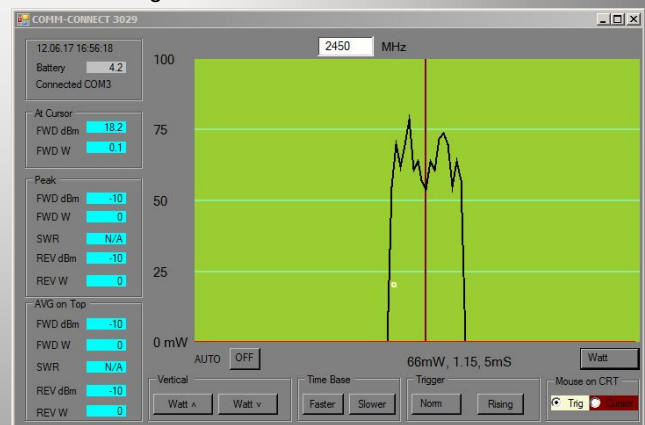 COMM-CONNECT 3029
12.06.17 16:56:18
Battery 4.2
Connected COM3
2450 MHz
At Cursor
FWD dBm 18.2
FWD W 0.1
Peak
FWD dBm -10
FWD W 0
SWR N/A
REV dBm -10
REV W 0
AVG on Top
FWD dBm -10
FWD W 0
SWR N/A
REV dBm -10
REV W 0
100
75
50
25
0 mW
AUTO OFF
66mW, 1.15, 5mS
Watt
Vertical
Watt ʌ Watt v
Time Base
Faster Slower
Trigger
Norm Rising
Mouse on CRT
Trig Cursor